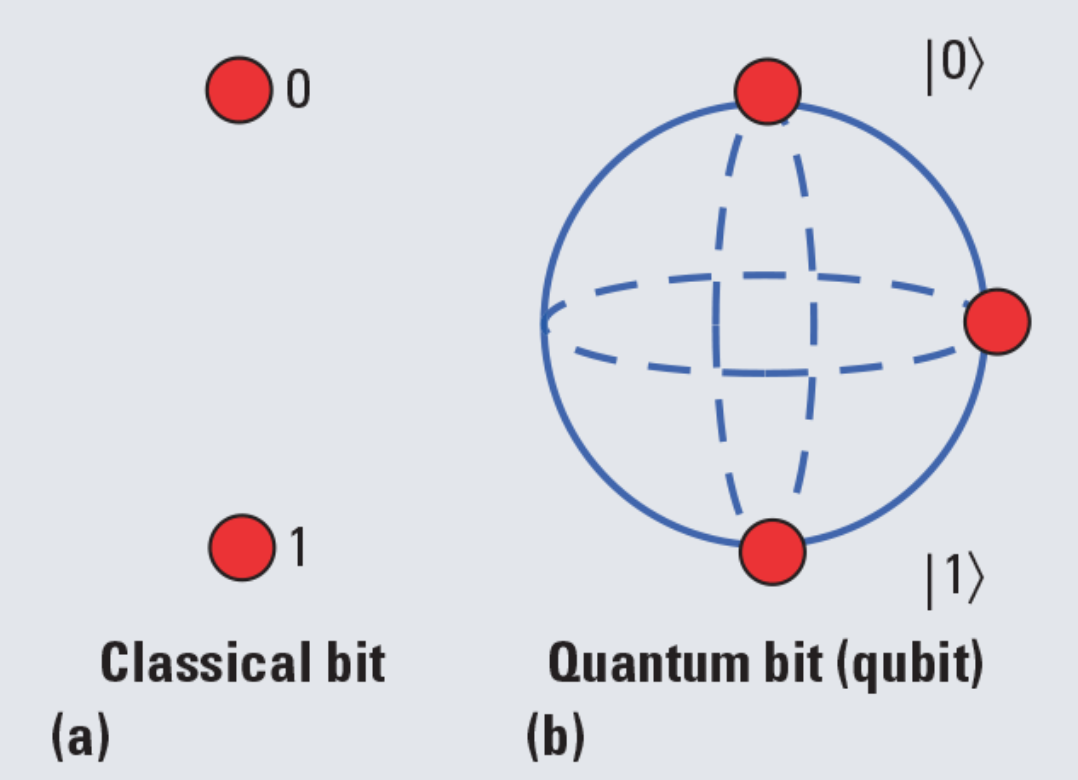 0
|0⟩
1
|1⟩
Classical bit
Quantum bit (qubit)
(a)
(b)